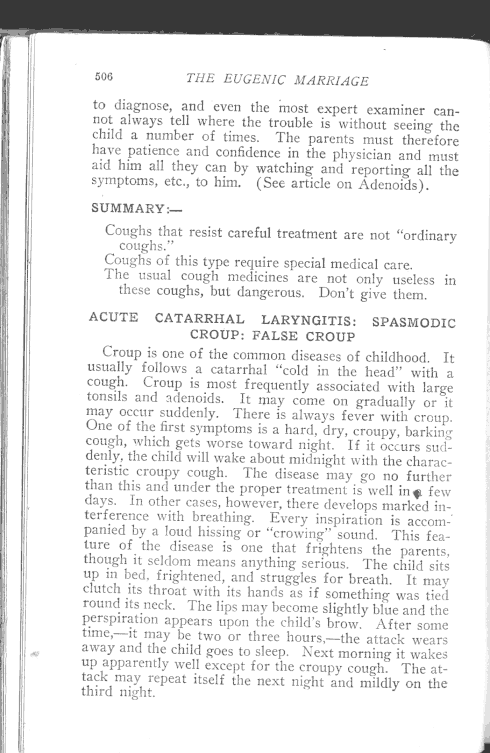 506 THE EUGENIC MARRIAGE
to diagnose, and even the most expert examiner can-
not always tell where the trouble is without seeing the
child a number of times. The parents must therefore
have patience and confidence in the physician and must
aid him all they can by watching and reporting all the
symptoms, etc., to him. (See article on Adenoids).
SUMMARY:—
Coughs that resist careful treatment are not “ordinary
coughs.”
Coughs of this type require special medical care.
The usual cough medicines are not only useless in
these coughs, but dangerous. Don't give them.
ACUTE CATARRHAL LARYNGITIS: SPASMODIC
CROUP: FALSE CROUP
Croup is one of the common diseases of childhood. It
usually follows a catarrhal “cold in the head” with a
cough. Croup is most frequently associated with large
tonsils and adenoids. It may come on gradually or it
may occur suddenly. There is always fever with croup.
One of the first symptoms is a hard, dry, croupy, barking
cough, which gets worse toward night. If it occurs sud-
denly, the child will wake about midnight with the charac-
teristic croupy cough. The disease may go no further
than this and under the proper treatment is well in few
days. In other cases, however, there develops marked in-
terference with breathing. Every inspiration is accom-
panied by a loud hissing or “crowing” sound. This fea-
ture of the disease is one that frightens the parents,
though it seldom means anything serious. The child sits
up in bed, frightened, and struggles for breath. It may
clutch its throat with its hands as if something was tied
round its neck. The lips may become slightly blue and the
perspiration appears upon the child's brow. After some
time,—it may be two or three hours,—the attack wears
away and the child goes to sleep. Next morning it wakes
up apparently well except for the croupy cough. The at-
tack may repeat itself the next night and mildly on the
third night.